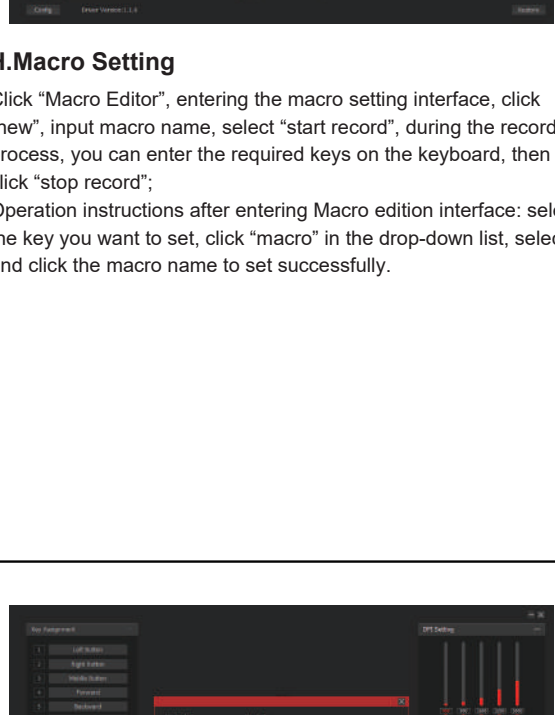 Config Driver Version:1.1.4 Restore
H.Macro Setting
Click “Macro Editor”, entering the macro setting interface, click
new”, input macro name, select “start record”, during the record
rocess, you can enter the required keys on the keyboard, then
lick “stop record”;
Operation instructions after entering Macro edition interface: sele
he key you want to set, click “macro” in the drop-down list, selec
nd click the macro name to set successfully.
Key Assignment DPI Setting
1 Left Button
2 Right Button
3 Middle Button
4 Forward
5 Backward